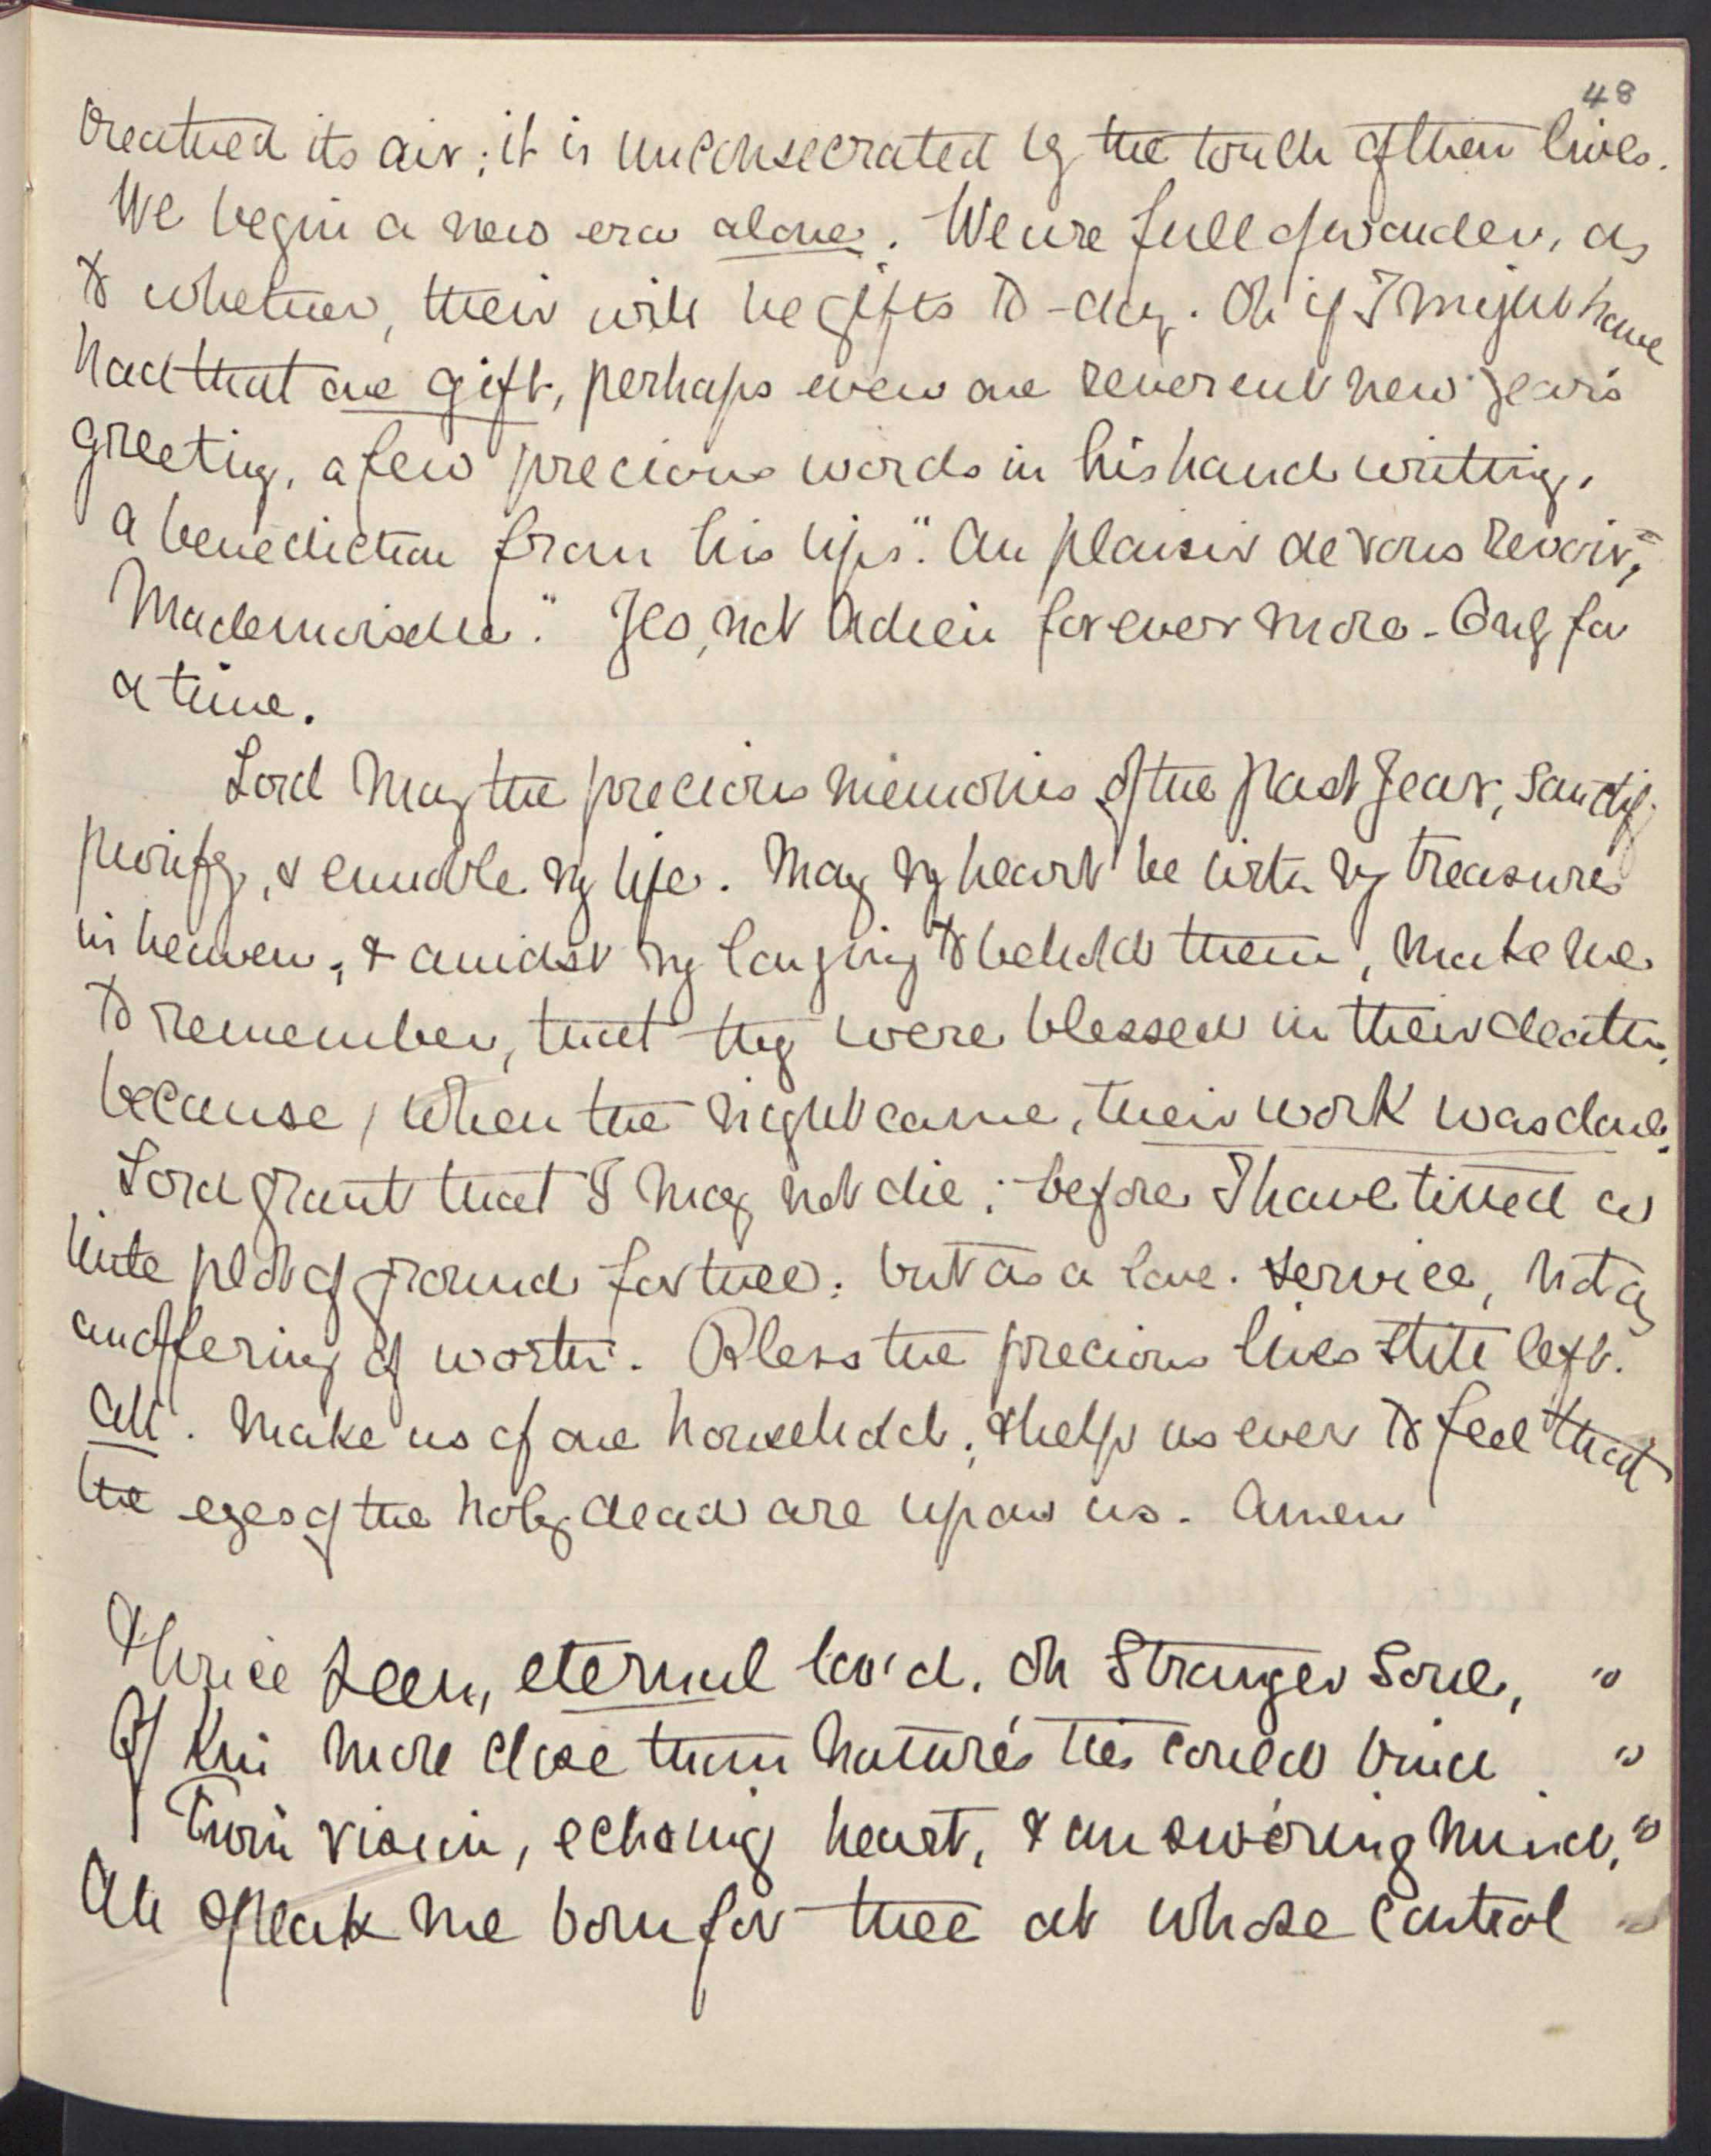 48
breathed its air; it is unconsecrated by the touch of their lives.
We begin a new era alone. We are full of wonder, as
to whether, their will be gifts to-day. Oh if I might have
had that one gift, perhaps even one reverent new year's
greeting, a few precious words in his handwriting,
a benediction from his lips". Au plaisir de vous revoir,
Mademoiselle." Yes, not Adieu forever more - Only for
a time.
Lord may the precious memories of the past year, sanctify
purify, & ennoble my life. May my heart be with my treasures
in heaven, & amidst my longing to behold them, make me
to remember, that they were blessed in their death,
because, when the night came, their work was done.
Lord grant that I may not die; before I have tilled a
little plot of ground for thee; but as a love-service, not as
an offering of worth. Bless the precious lives still left.
all. Make us of one household, & help us ever to feel that
the eyes of the holy dead are upon us. Amen
Thrice seen, eternal lov'd, oh Stranger Soul, "
Of Kin more close than nature's ties could bind "
Twin vision, echoing heart, & answering mind, "
All speak me born for thee at whose control "